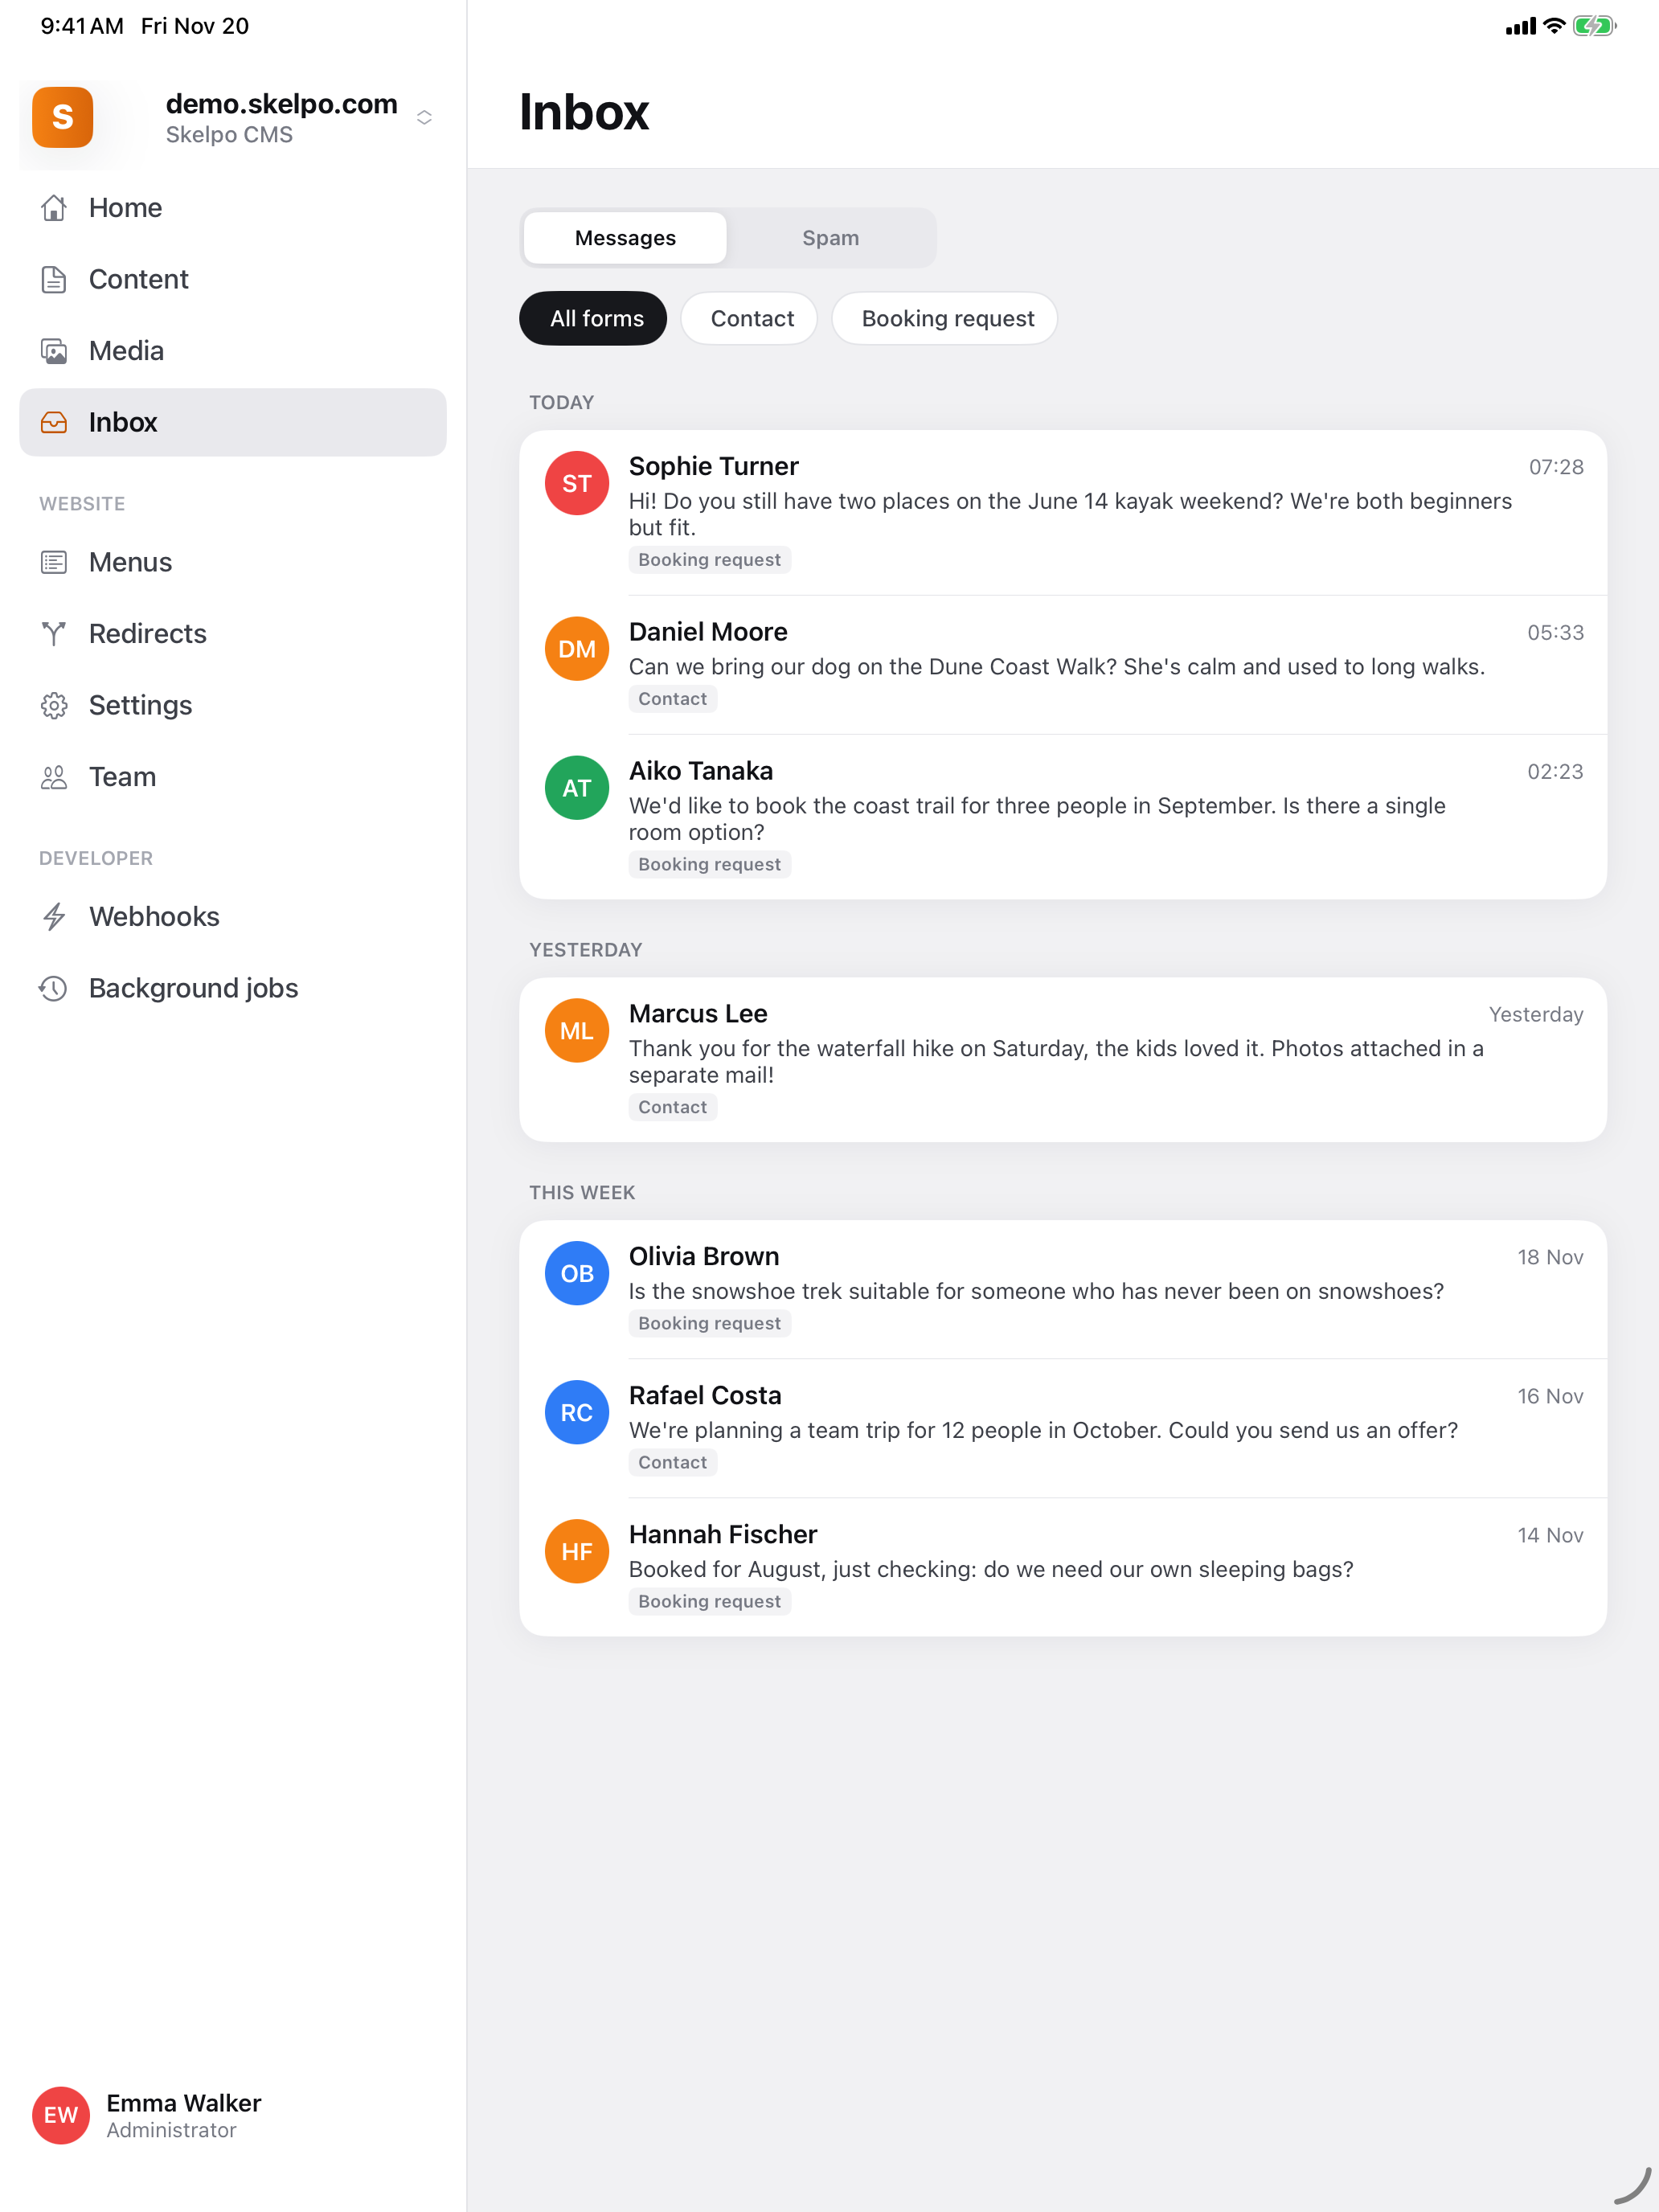 9:41 AM Fri Nov 20
S
demo.skelpo.com
Skelpo CMS
Home
Content
Media
Inbox
WEBSITE
Menus
Redirects
Settings
Team
DEVELOPER
Webhooks
Background jobs
EW
Emma Walker
Administrator
Inbox
Messages
Spam
All forms
Contact
Booking request
TODAY
ST
Sophie Turner
07:28
Hi! Do you still have two places on the June 14 kayak weekend? We're both beginners
but fit.
Booking request
DM
Daniel Moore
05:33
Can we bring our dog on the Dune Coast Walk? She's calm and used to long walks.
Contact
AT
Aiko Tanaka
02:23
We'd like to book the coast trail for three people in September. Is there a single
room option?
Booking request
YESTERDAY
ML
Marcus Lee
Yesterday
Thank you for the waterfall hike on Saturday, the kids loved it. Photos attached in a
separate mail!
Contact
THIS WEEK
OB
Olivia Brown
18 Nov
Is the snowshoe trek suitable for someone who has never been on snowshoes?
Booking request
RC
Rafael Costa
16 Nov
We're planning a team trip for 12 people in October. Could you send us an offer?
Contact
HF
Hannah Fischer
14 Nov
Booked for August, just checking: do we need our own sleeping bags?
Booking request